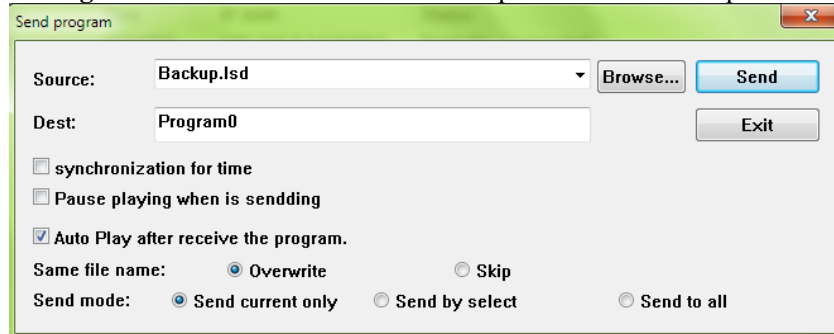 Send program
Source: Backup.lsd Browse... Send
Dest: Program0 Exit
synchronization for time
Pause playing when is sendding
Auto Play after receive the program.
Same file name: Overwrite Skip
Send mode: Send current only Send by select Send to all